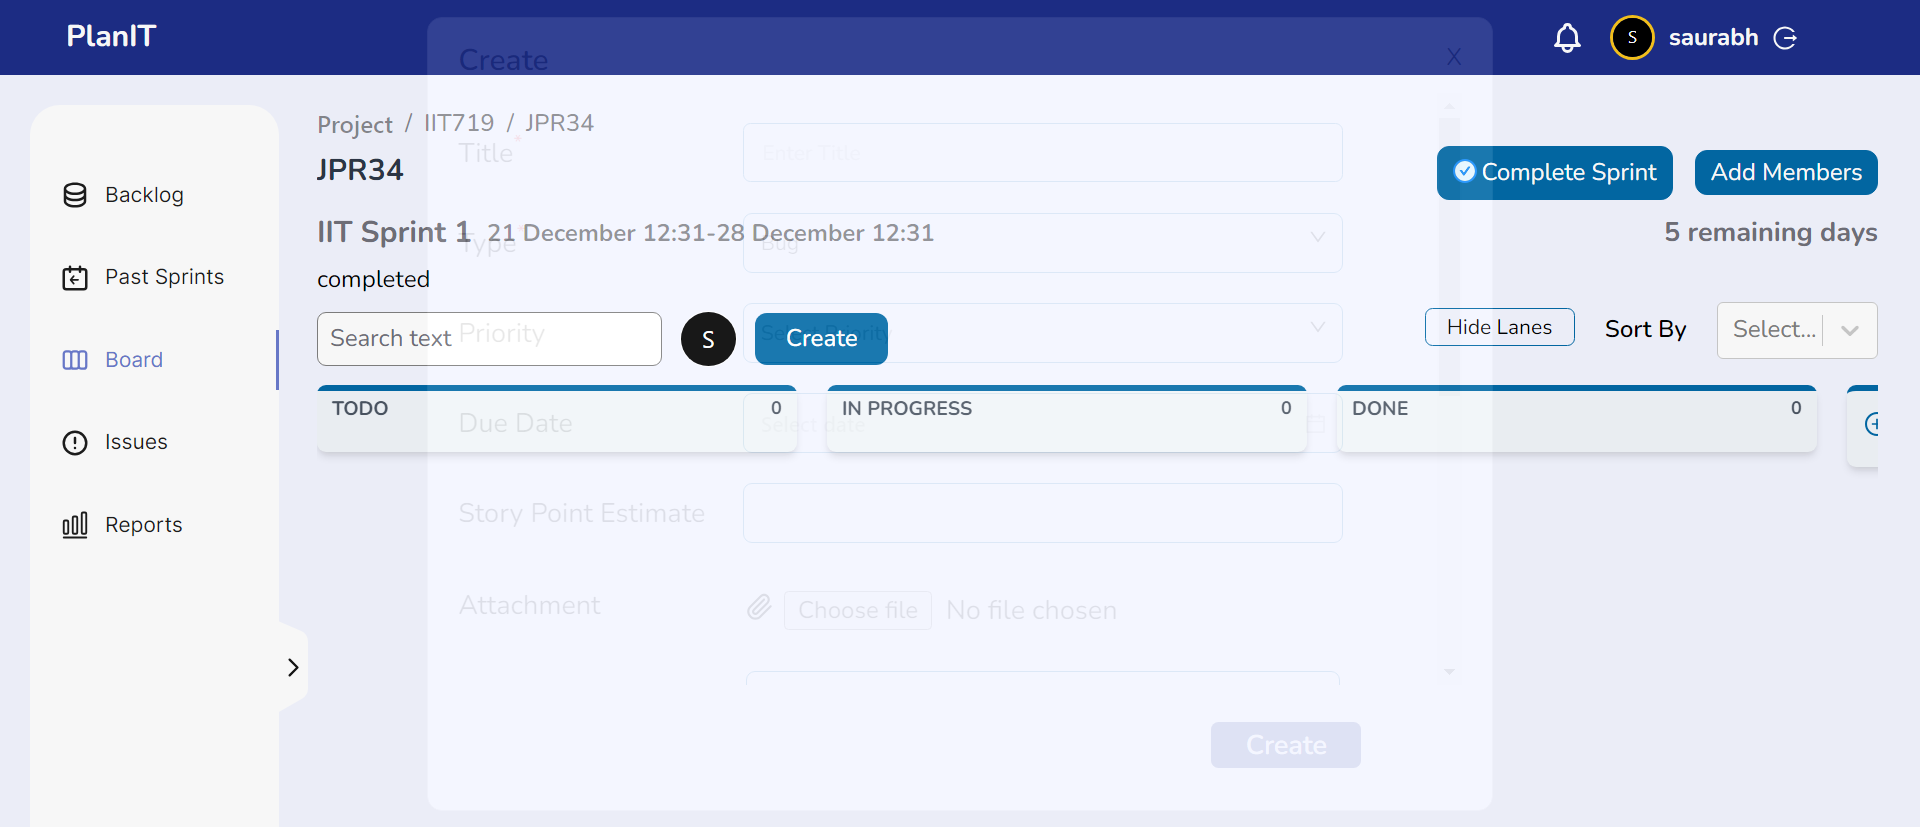 PlanIT
S
saurabh
Backlog
Past Sprints
Board
Issues
Reports
Project / IIT719 / JPR34
JPR34
Complete Sprint
Add Members
IIT Sprint 1 21 December 12:31-28 December 12:31
5 remaining days
completed
Search text
S
Create
Hide Lanes
Sort By
Select...
TODO 0
IN PROGRESS 0
DONE 0
Create
X
Title*
Enter Title
Type
Bug
Priority
Select Priority
Due Date
Select date
Story Point Estimate
Attachment
Choose file No file chosen
Create